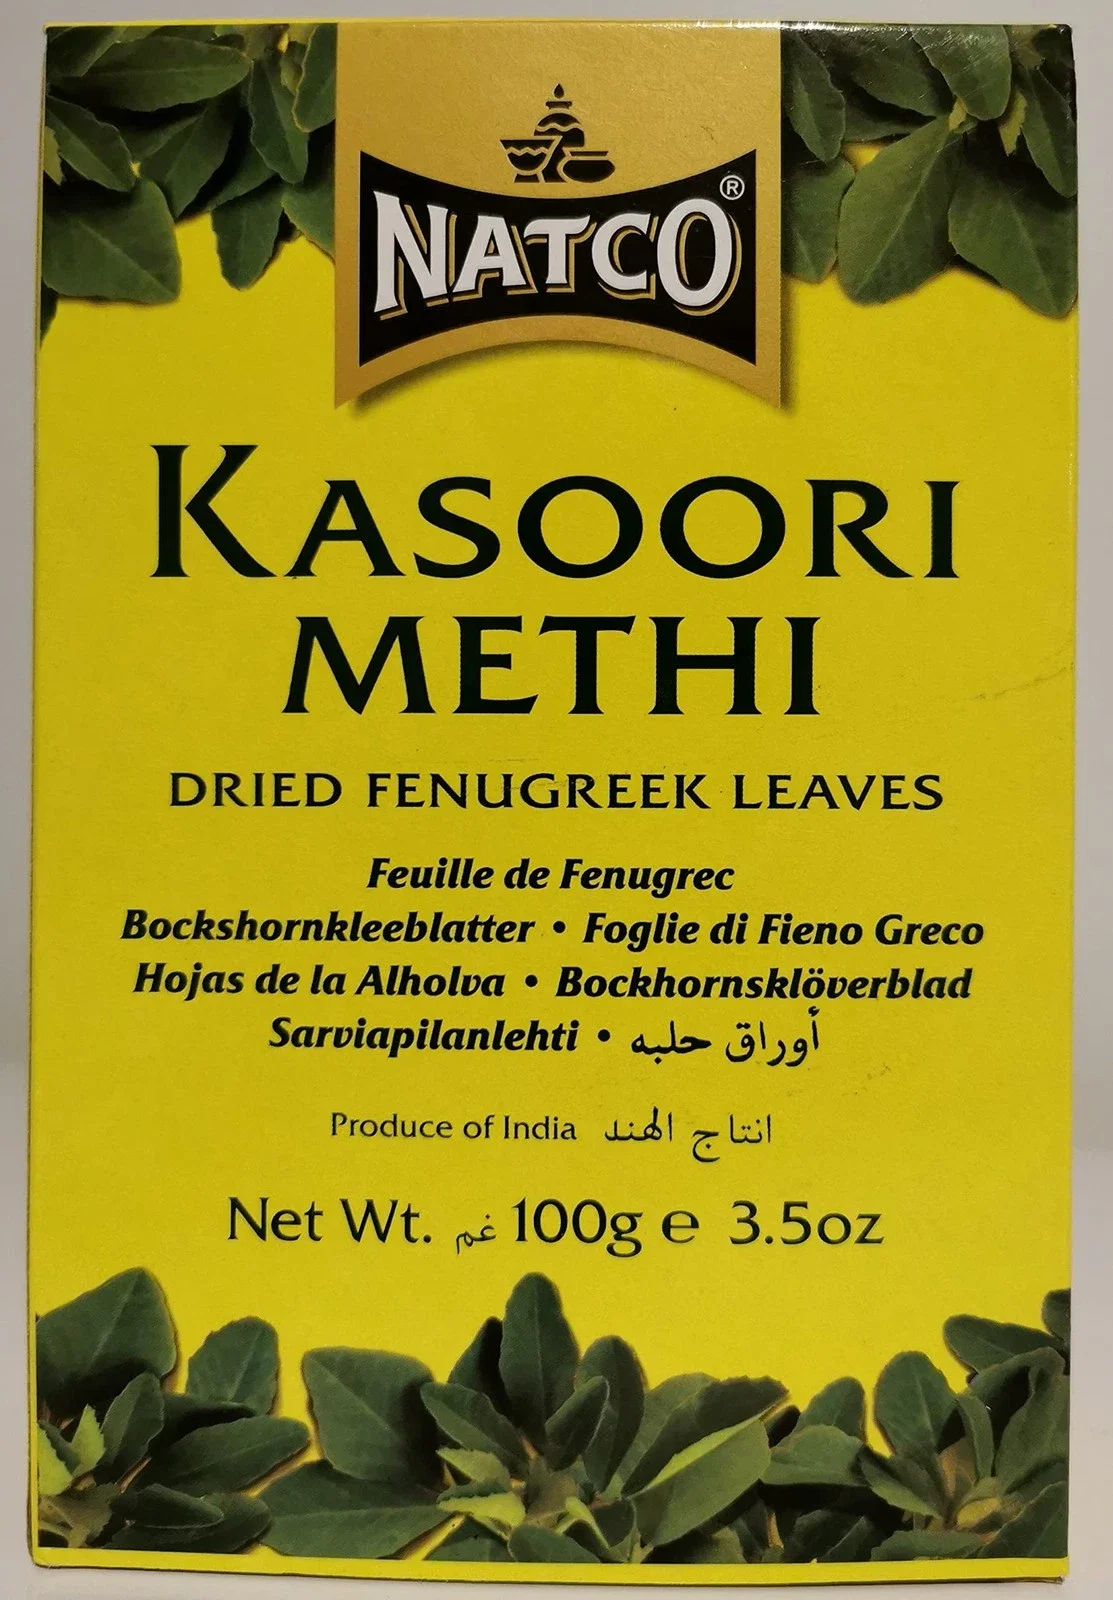 NATCO®
KASOORI
METHI
DRIED FENUGREEK LEAVES
Feuille de Fenugrec
Bockshornkleeblatter • Foglie di Fieno Greco
Hojas de la Alholva • Bockhornsklöverblad
Sarviapilanlehti • أوراق حلبه
Produce of India انتاج الهند
Net Wt. غم 100g e 3.5oz